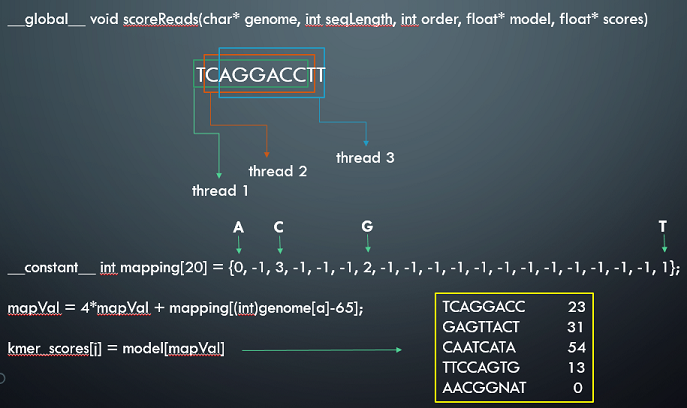 __global__ void scoreReads(char* genome, int seqLength, int order, float* model, float* scores)
TCAGGACCTT
thread 3
thread 2
thread 1
A C G T
__constant__ int mapping[20] = {0, -1, 3, -1, -1, -1, 2, -1, -1, -1, -1, -1, -1, -1, -1, -1, -1, -1, -1, 1};
mapVal = 4*mapVal + mapping[(int)genome[a]-65];
kmer_scores[i] = model[mapVal]
TCAGGACC 23
GAGTTACT 31
CAATCATA 54
TTCCAGTG 13
AACGGNAT 0